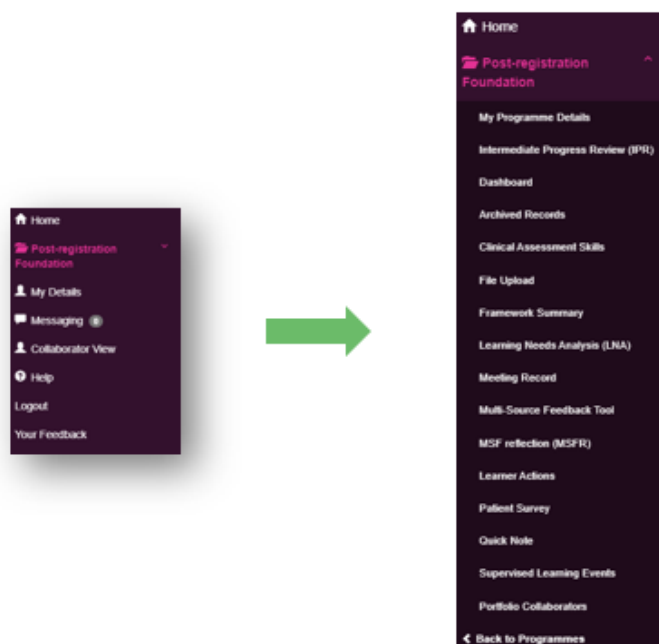 Home
Post-registration
Foundation
My Details
Messaging 0
Collaborator View
Help
Logout
Your Feedback
Home
Post-registration
Foundation
My Programme Details
Intermediate Progress Review (IPR)
Dashboard
Archived Records
Clinical Assessment Skills
File Upload
Framework Summary
Learning Needs Analysis (LNA)
Meeting Record
Multi-Source Feedback Tool
MSF reflection (MSFR)
Learner Actions
Patient Survey
Quick Note
Supervised Learning Events
Portfolio Collaborators
Back to Programmes